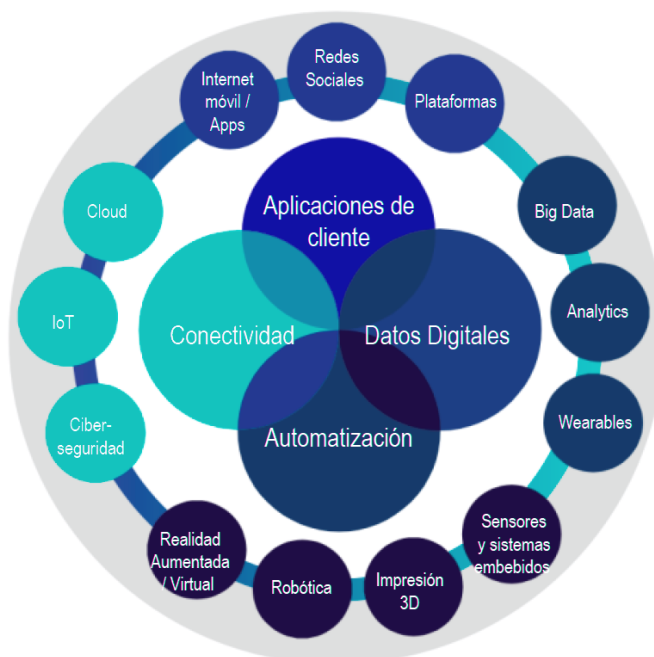 Redes
Sociales
Internet
móvil /
Apps
Plataformas
Cloud
Big Data
Aplicaciones de
cliente
IoT
Analytics
Conectividad
Datos Digitales
Ciber-
seguridad
Wearables
Automatización
Realidad
Aumentada
/ Virtual
Robótica
Impresión
3D
Sensores
y sistemas
embebidos